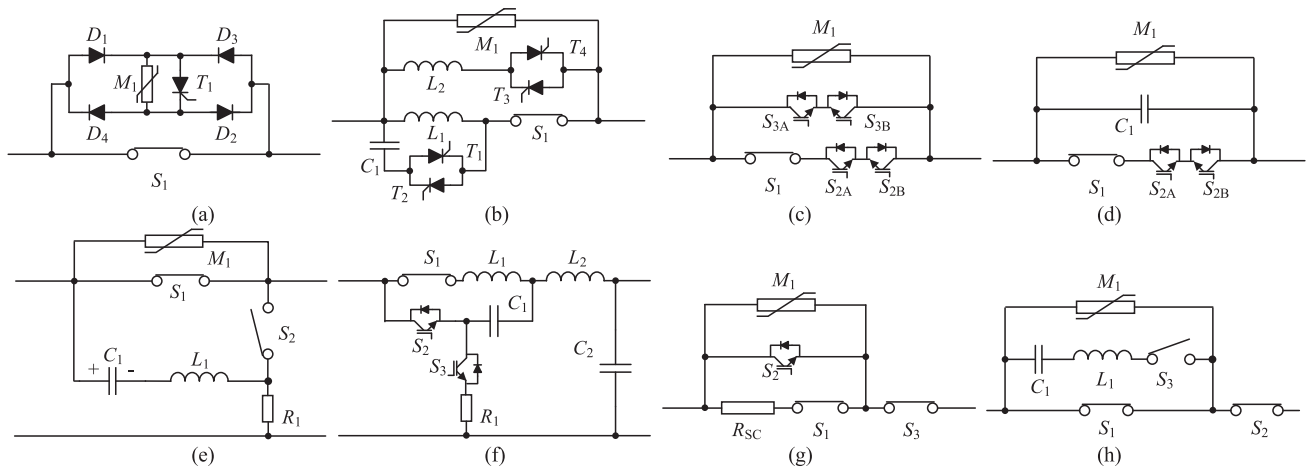 D1 D3
M1 T1
D4 D2
S1
(a)
M1
T4
L2
T3
L1
S1
C1
T1
T2
(b)
M1
S3A S3B
S1 S2A S2B
(c)
M1
C1
S1 S2A S2B
(d)
M1
S1
S2
+ C1 - L1
R1
(e)
S1 L1 L2
C1
S2
C2
S3
R1
(f)
M1
S2
RSC S1 S3
(g)
M1
C1 L1 S3
S1 S2
(h)